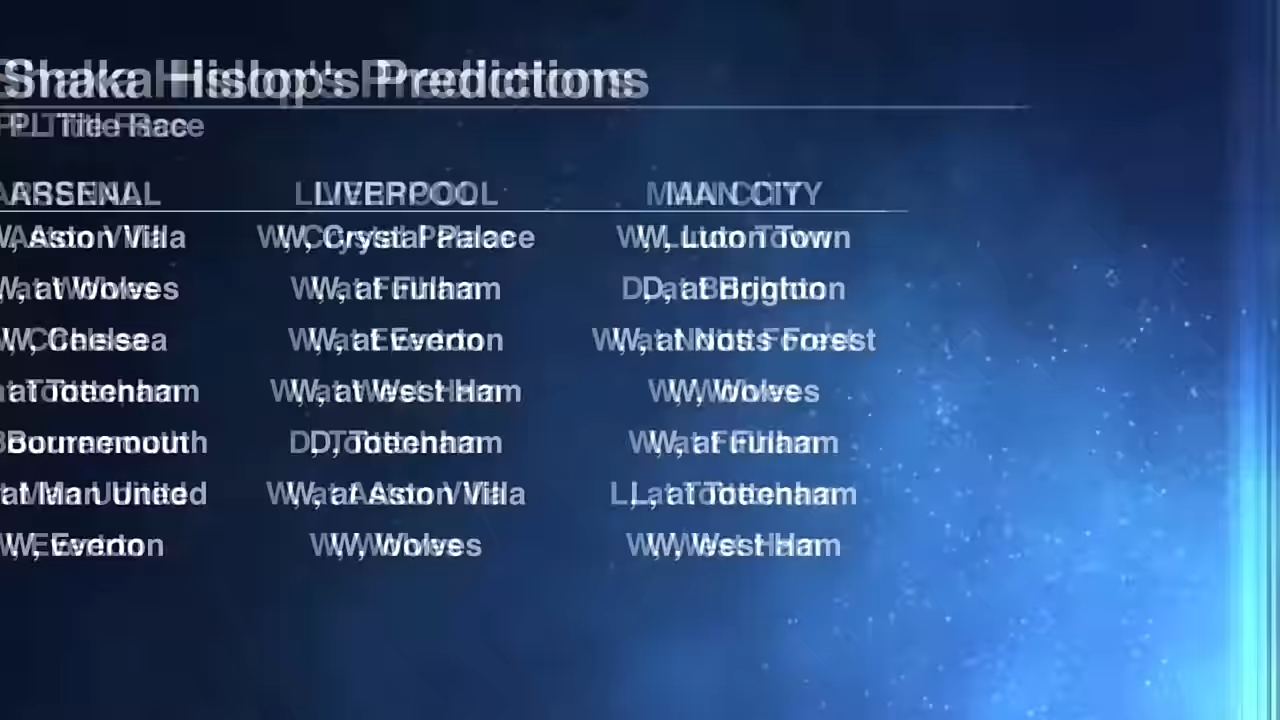 Shaka Hislop's Predictions
PL Title Race
ARSENAL LIVERPOOL MAN CITY
W, Aston Villa W, Crystal Palace W, Luton Town
W, at Wolves W, at Fulham D, at Brighton
W, Chelsea W, at Everton W, at Notts Forest
at Tottenham W, at West Ham W, Wolves
Bournemouth D, Tottenham W, at Fulham
at Man United W, at Aston Villa L, at Tottenham
W, Everton W, Wolves W, West Ham